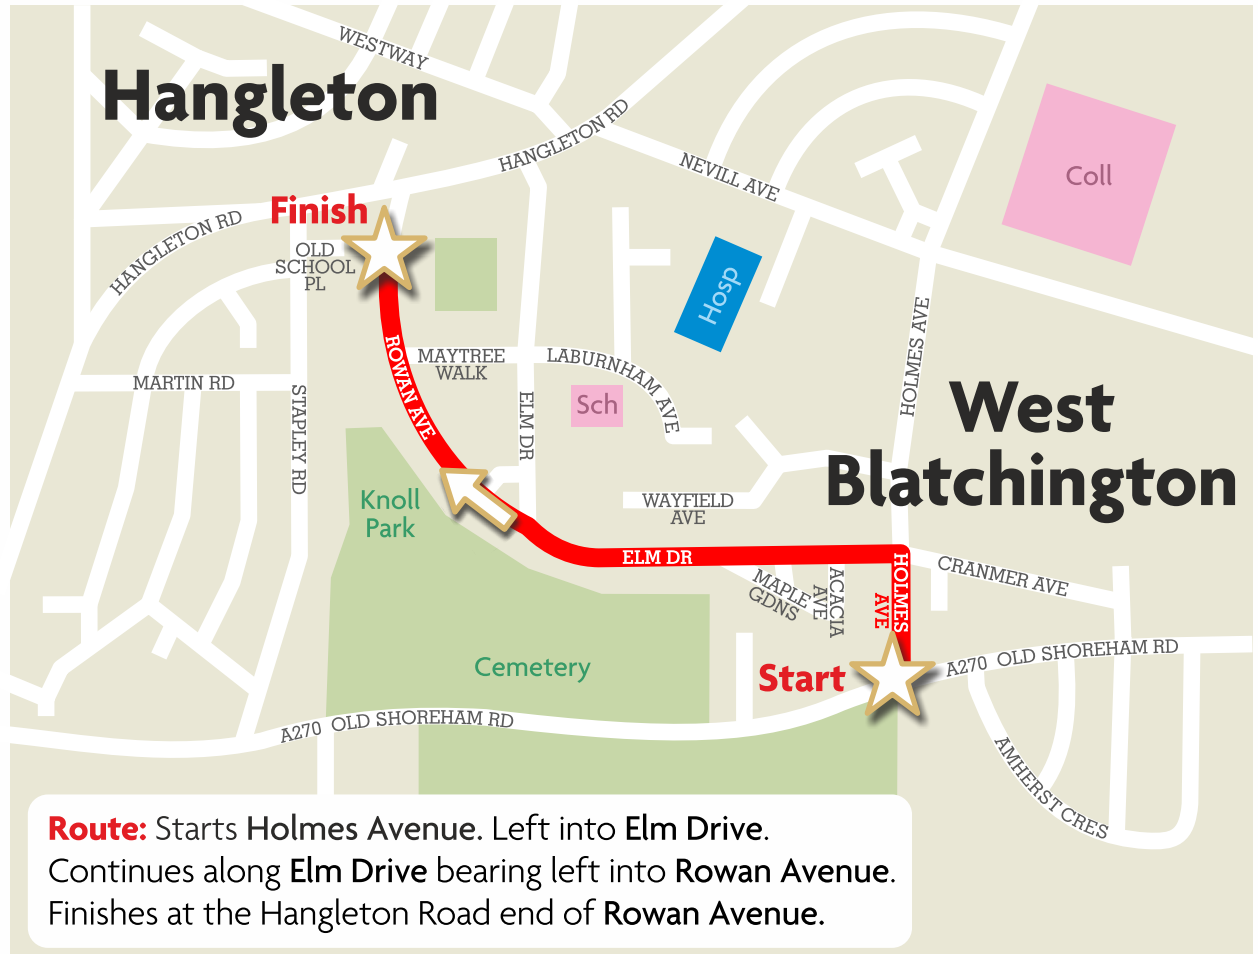 WESTWAY
Hangleton
HANGLETON RD
NEVILL AVE
Coll
Finish
HANGLETON RD
OLD
SCHOOL
PL
Hosp
HOLMES AVE
ROWAN AVE
MAYTREE
WALK
LABURNHAM AVE
MARTIN RD
STAPLEY RD
ELM DR
Sch
West
Blatchington
Knoll
Park
WAYFIELD
AVE
ELM DR
HOLMES
AVE
CRANMER AVE
MAPLE
GDNS
ACACIA
AVE
Cemetery
Start
A270 OLD SHOREHAM RD
A270 OLD SHOREHAM RD
AMHERST CRES
Route: Starts Holmes Avenue. Left into Elm Drive.
Continues along Elm Drive bearing left into Rowan Avenue.
Finishes at the Hangleton Road end of Rowan Avenue.